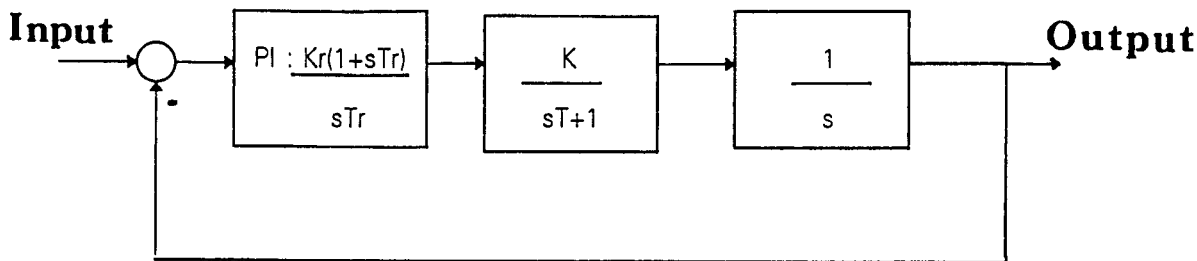 Input
Output
PI : Kr(1+sTr)
sTr
K
sT+1
1
s
-